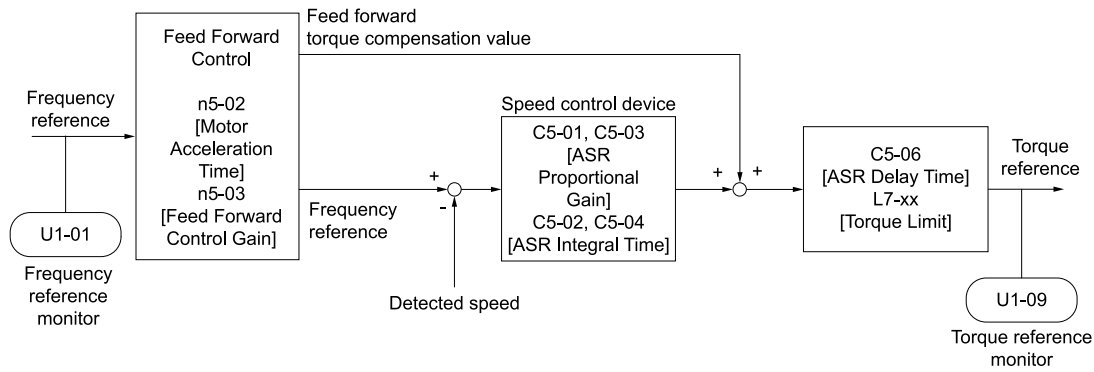 Frequency
reference
U1-01
Frequency
reference
monitor
Feed Forward
Control
n5-02
[Motor
Acceleration
Time]
n5-03
[Feed Forward
Control Gain]
Feed forward
torque compensation value
Frequency
reference
+
-
Detected speed
Speed control device
C5-01, C5-03
[ASR
Proportional
Gain]
C5-02, C5-04
[ASR Integral Time]
+
+
C5-06
[ASR Delay Time]
L7-xx
[Torque Limit]
Torque
reference
U1-09
Torque reference
monitor